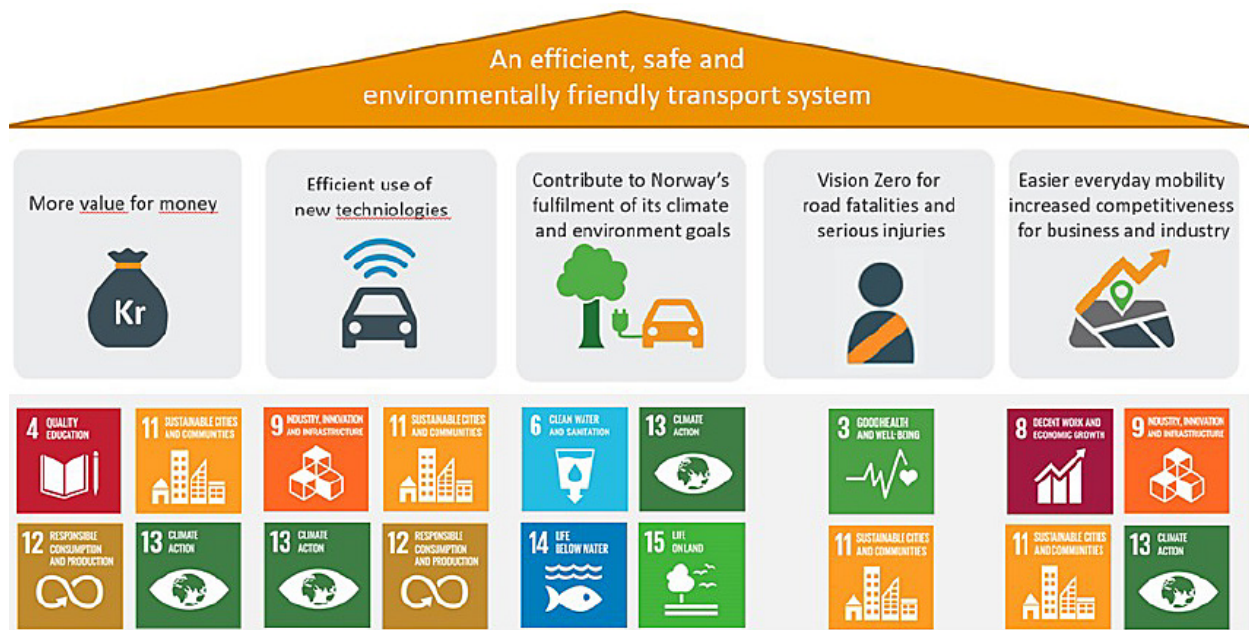 An efficient, safe and
environmentally friendly transport system
More value for money
Kr
Efficient use of
new techniologies
Contribute to Norway's
fulfilment of its climate
and environment goals
Vision Zero for
road fatalities and
serious injuries
Easier everyday mobility
increased competitiveness
for business and industry
4 QUALITY
EDUCATION
11 SUSTAINABLE CITIES
AND COMMUNITIES
9 INDUSTRY, INNOVATION
AND INFRASTRUCTURE
11 SUSTAINABLE CITIES
AND COMMUNITIES
6 CLEAN WATER
AND SANITATION
13 CLIMATE
ACTION
3 GOOD HEALTH
AND WELL-BEING
8 DECENT WORK AND
ECONOMIC GROWTH
9 INDUSTRY, INNOVATION
AND INFRASTRUCTURE
12 RESPONSIBLE
CONSUMPTION
AND PRODUCTION
13 CLIMATE
ACTION
13 CLIMATE
ACTION
12 RESPONSIBLE
CONSUMPTION
AND PRODUCTION
14 LIFE
BELOW WATER
15 LIFE
ON LAND
11 SUSTAINABLE CITIES
AND COMMUNITIES
11 SUSTAINABLE CITIES
AND COMMUNITIES
13 CLIMATE
ACTION